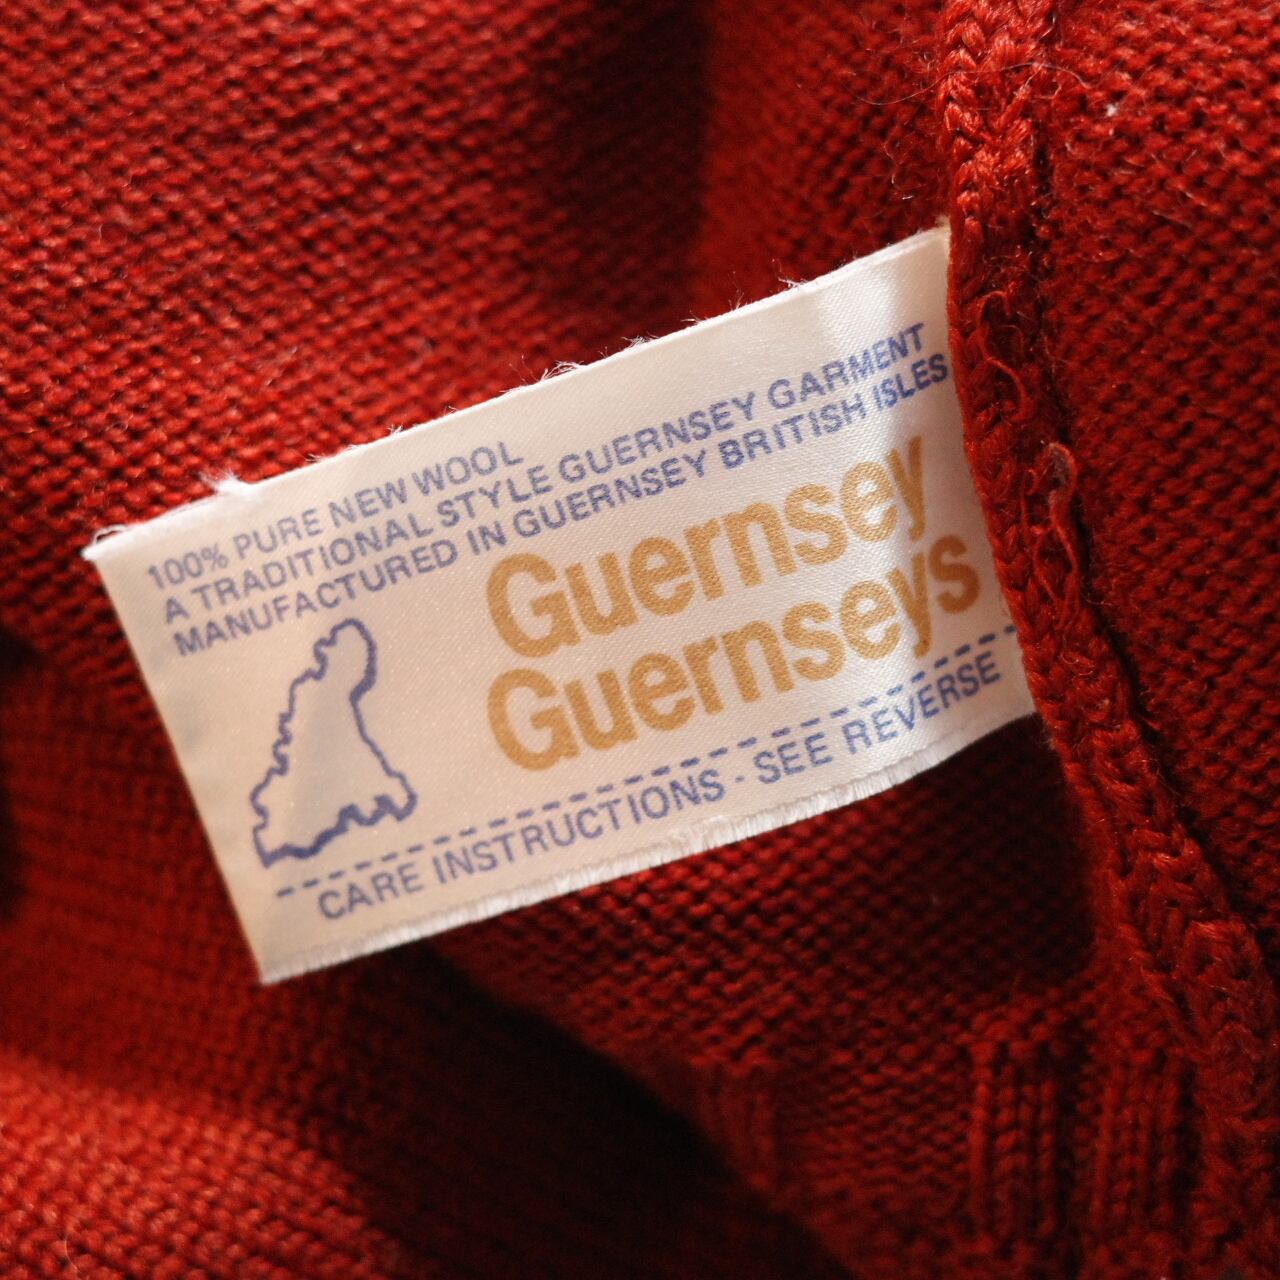 100% PURE NEW WOOL
A TRADITIONAL STYLE GUERNSEY GARMENT
MANUFACTURED IN GUERNSEY BRITISH ISLES
Guernsey
Guernseys
CARE INSTRUCTIONS - SEE REVERSE